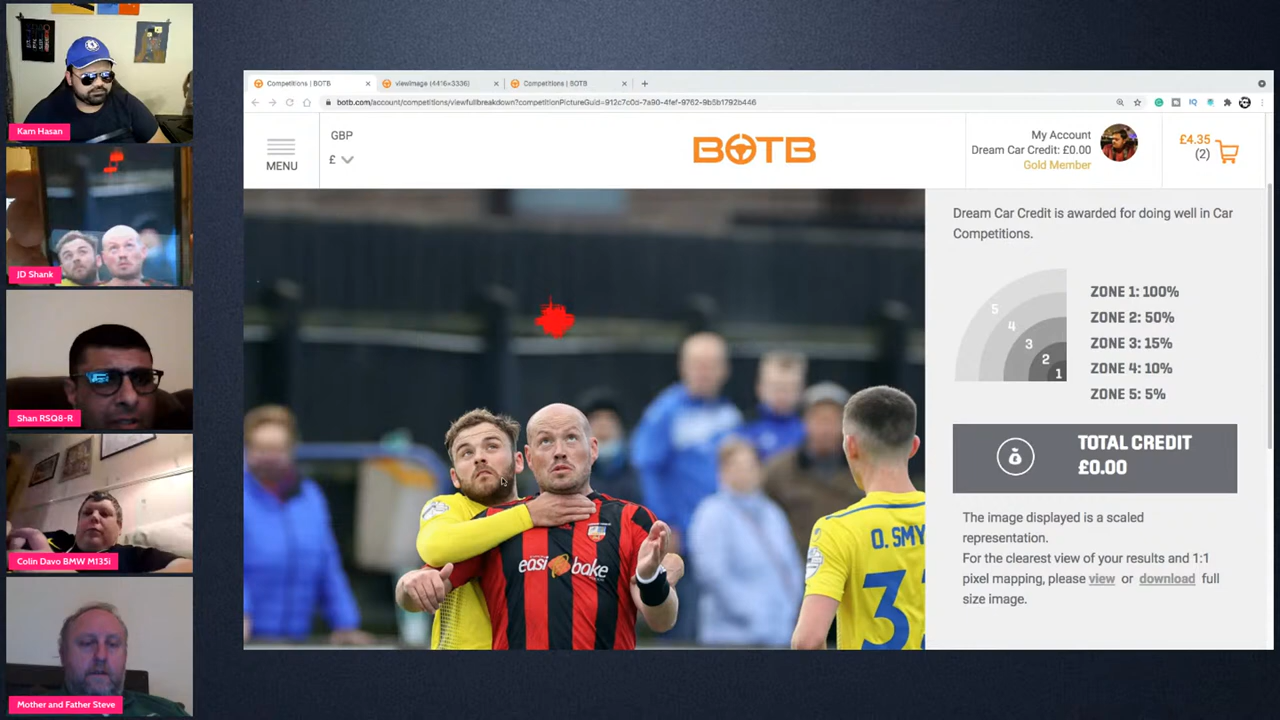 Kam Hasan
JD Shank
Shan RSQ8-R
Colin Davo BMW M135i
Mother and Father Steve
Competitions | BOTB
viewImage (4416×3336)
Competitions | BOTB
botb.com/account/competitions/viewfullbreakdown?competitionPictureGuid=912c7c0d-7a90-4fef-9762-9b5b1792b446
MENU
GBP
£
BOTB
My Account
Dream Car Credit: £0.00
Gold Member
£4.35
(2)
Dream Car Credit is awarded for doing well in Car
Competitions.
5
4
3
2
1
ZONE 1: 100%
ZONE 2: 50%
ZONE 3: 15%
ZONE 4: 10%
ZONE 5: 5%
TOTAL CREDIT
£0.00
The image displayed is a scaled
representation.
For the clearest view of your results and 1:1
pixel mapping, please view or download full
size image.
easi bake
O. SMY
3